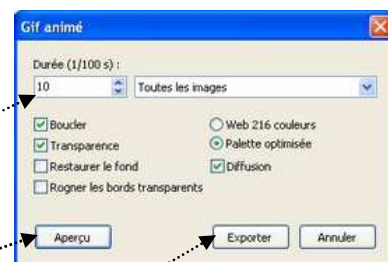 Gif animé
Durée (1/100 s) :
10 Toutes les images
Boucler Web 216 couleurs
Transparence Palette optimisée
Restaurer le fond Diffusion
Rogner les bords transparents
Aperçu Exporter Annuler